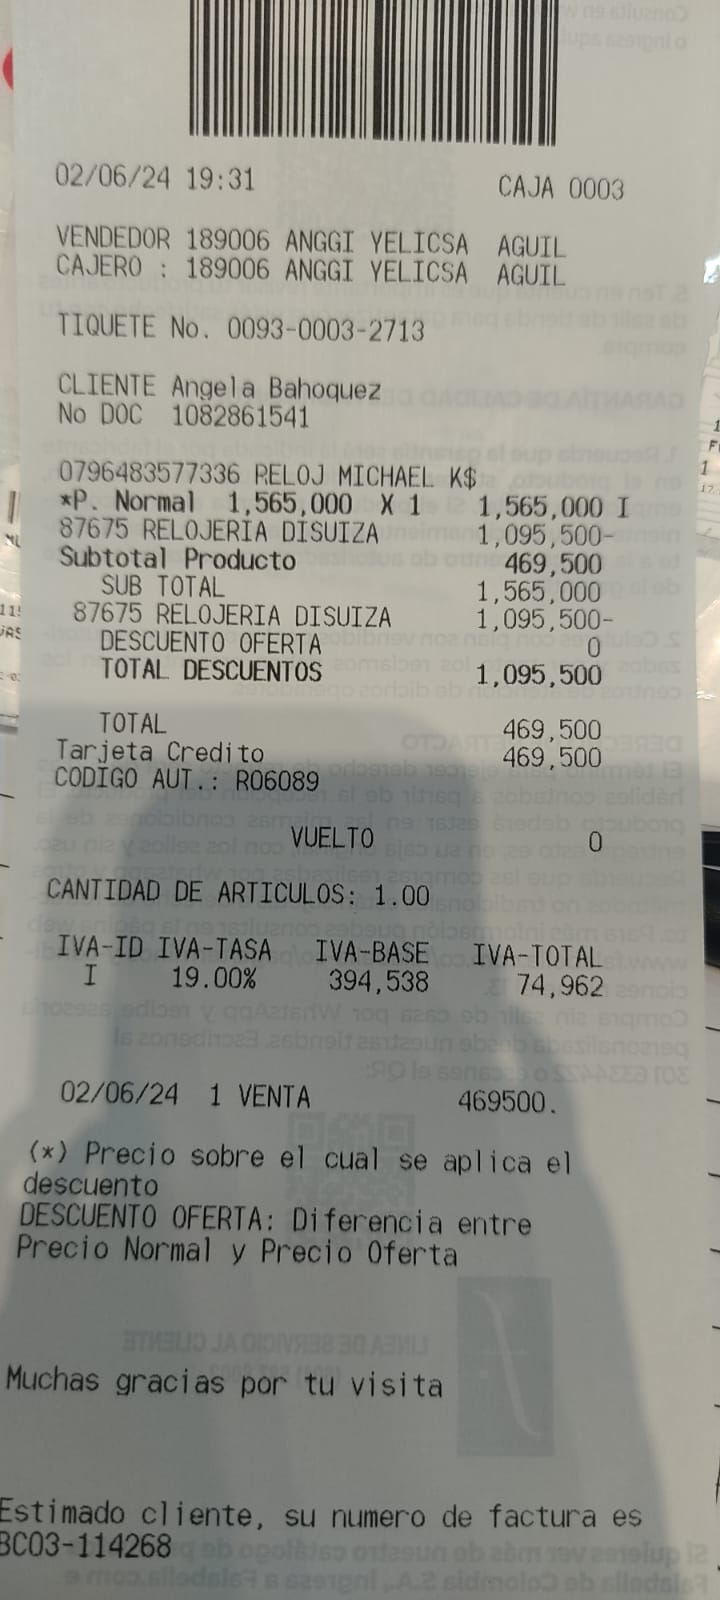 02/06/24 19:31 CAJA 0003
VENDEDOR 189006 ANGGI YELICSA AGUIL
CAJERO : 189006 ANGGI YELICSA AGUIL
TIQUETE No. 0093-0003-2713
CLIENTE Angela Bahoquez
No DOC 1082861541
0796483577336 RELOJ MICHAEL K$
*P. Normal 1,565,000 X 1 1,565,000 I
87675 RELOJERIA DISUIZA 1,095,500-
Subtotal Producto 469,500
SUB TOTAL 1,565,000
87675 RELOJERIA DISUIZA 1,095,500-
DESCUENTO OFERTA 0
TOTAL DESCUENTOS 1,095,500
TOTAL 469,500
Tarjeta Credito 469,500
CODIGO AUT.: R06089
VUELTO 0
CANTIDAD DE ARTICULOS: 1.00
IVA-ID IVA-TASA IVA-BASE IVA-TOTAL
I 19.00% 394,538 74,962
02/06/24 1 VENTA 469500.
(*) Precio sobre el cual se aplica el
descuento
DESCUENTO OFERTA: Diferencia entre
Precio Normal y Precio Oferta
Muchas gracias por tu visita
Estimado cliente, su numero de factura es
BC03-114268